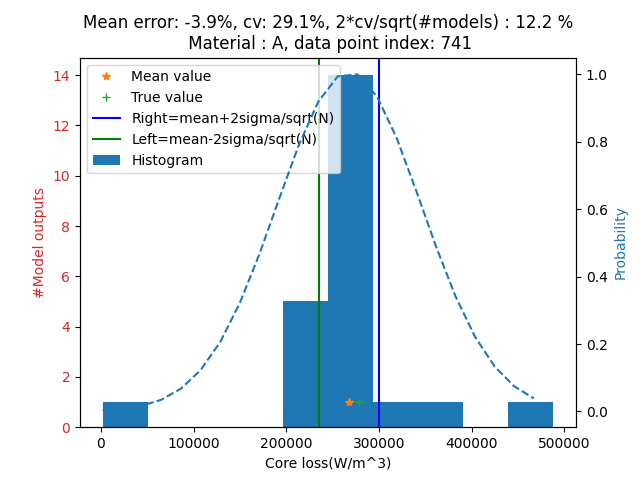 Mean error: -3.9%, cv: 29.1%, 2*cv/sqrt(#models) : 12.2 %
Material : A, data point index: 741
Mean value
True value
Right=mean+2sigma/sqrt(N)
Left=mean-2sigma/sqrt(N)
Histogram
#Model outputs
14
12
10
8
6
4
2
0
1.0
0.8
0.6
0.4
0.2
0.0
Probability
0
100000
200000
300000
400000
500000
Core loss(W/m^3)